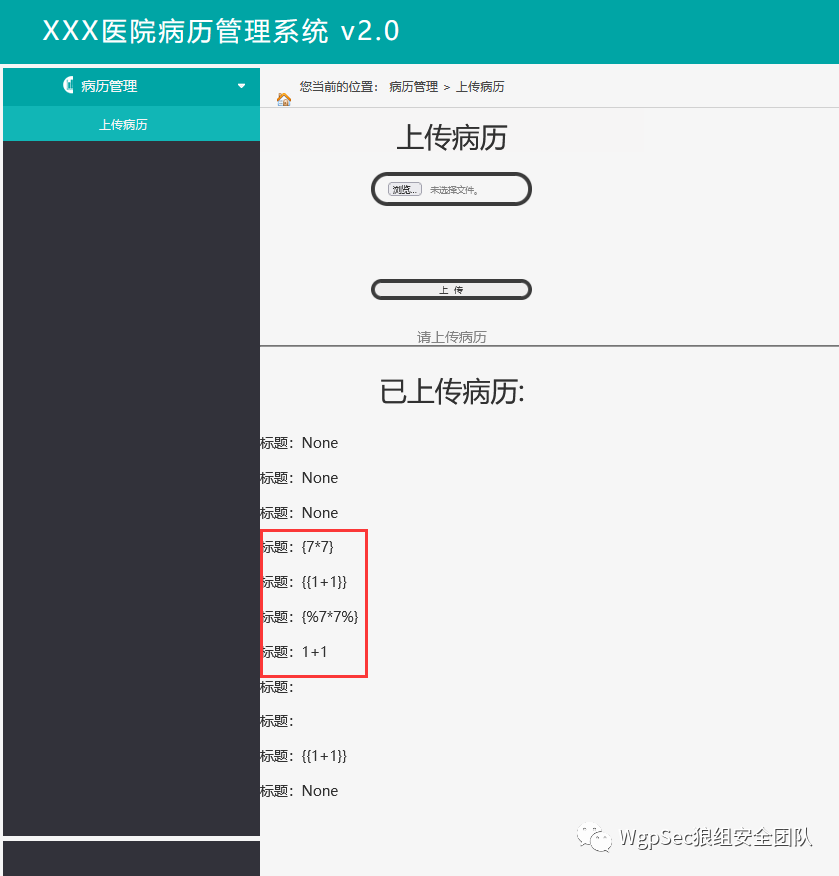 XXX医院病历管理系统 v2.0
病历管理
上传病历
您当前的位置： 病历管理 > 上传病历
上传病历
浏览... 未选择文件。
上 传
请上传病历
已上传病历:
标题：None
标题：None
标题：None
标题：{7*7}
标题：{{1+1}}
标题：{%7*7%}
标题：1+1
标题：
标题：
标题：{{1+1}}
标题：None
WgpSec狼组安全团队